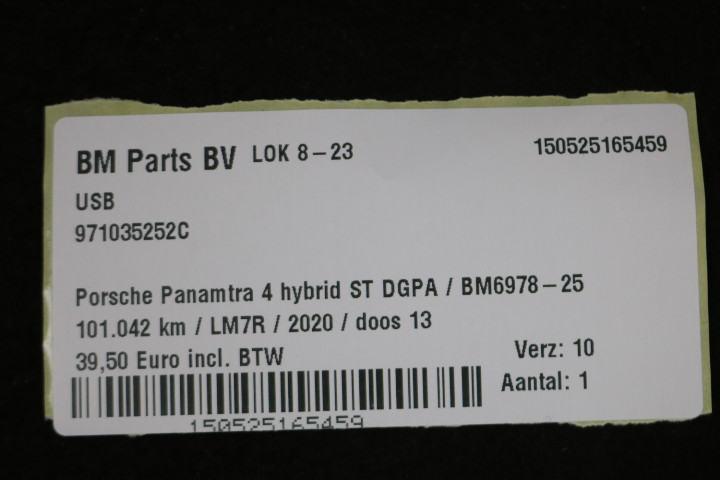 BM Parts BV LOK 8-23 150525165459
USB
971035252C
Porsche Panamtra 4 hybrid ST DGPA / BM6978-25
101.042 km / LM7R / 2020 / doos 13
39,50 Euro incl. BTW Verz: 10
Aantal: 1
150525165459